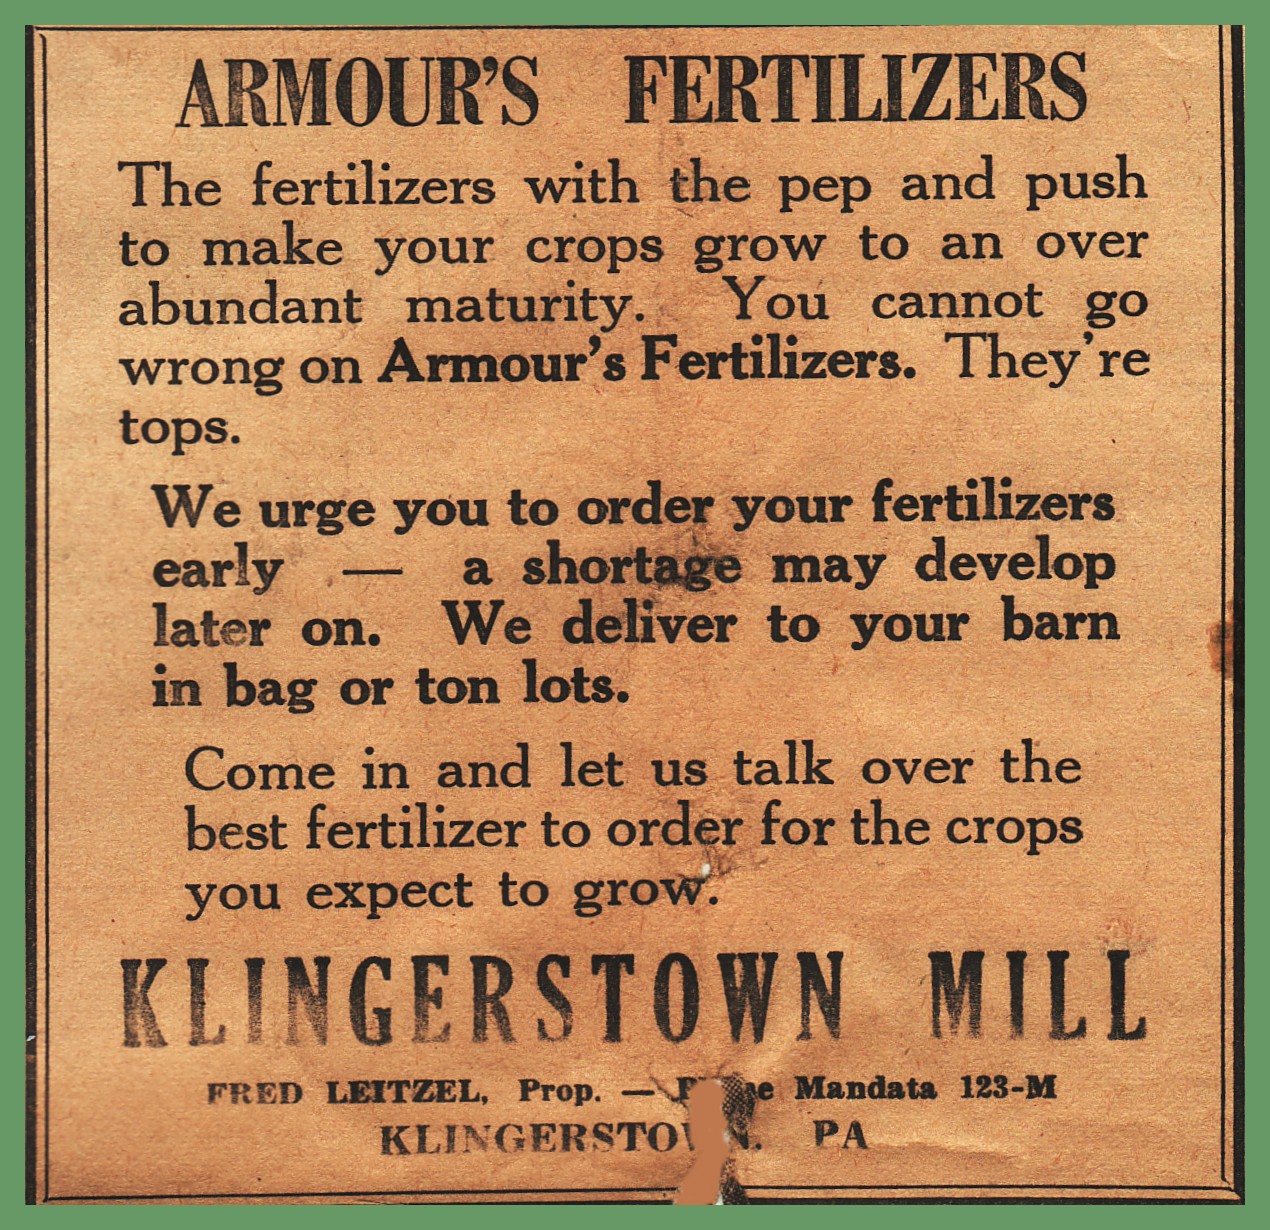 ARMOUR'S FERTILIZERS
The fertilizers with the pep and push
to make your crops grow to an over
abundant maturity. You cannot go
wrong on Armour's Fertilizers. They're
tops.
We urge you to order your fertilizers
early — a shortage may develop
later on. We deliver to your barn
in bag or ton lots.
Come in and let us talk over the
best fertilizer to order for the crops
you expect to grow.
KLINGERSTOWN MILL
FRED LEITZEL, Prop. — Mandata 123-M
KLINGERSTOWN. PA